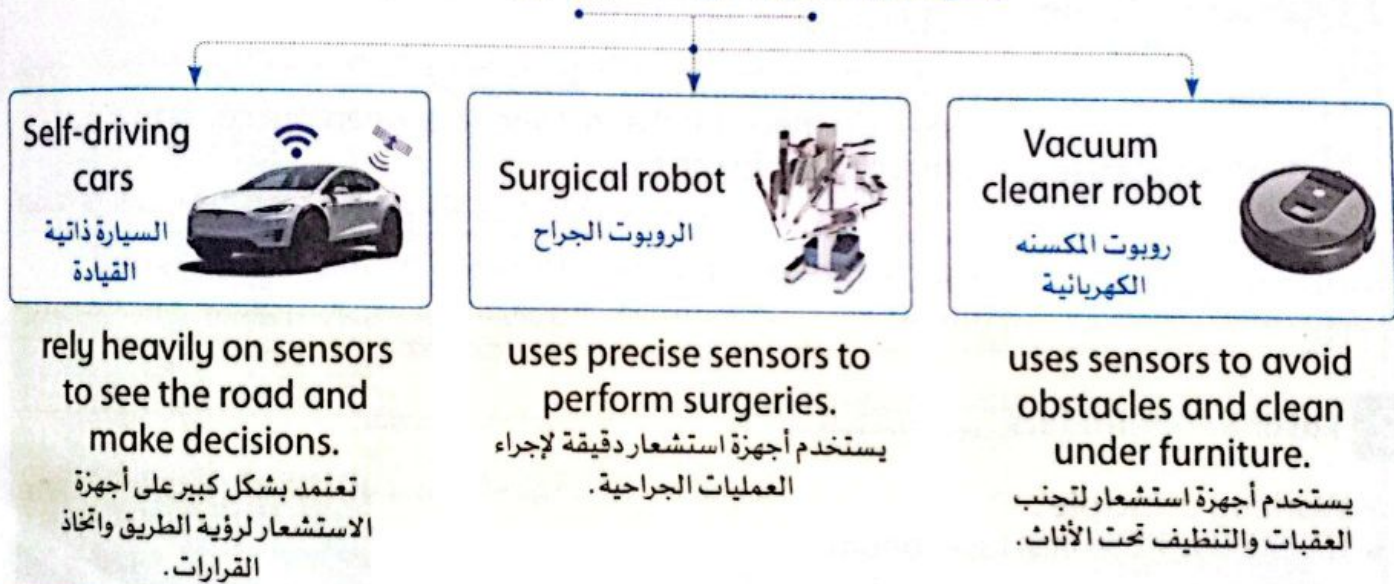 Self-driving
cars
السيارة ذاتية
القيادة
rely heavily on sensors
to see the road and
make decisions.
تعتمد بشكل كبير على أجهزة
الاستشعار لرؤية الطريق واتخاذ
القرارات.
Surgical robot
الروبوت الجراح
uses precise sensors to
perform surgeries.
يستخدم أجهزة استشعار دقيقة لإجراء
العمليات الجراحية.
Vacuum
cleaner robot
روبوت المكسنه
الكهربائية
uses sensors to avoid
obstacles and clean
under furniture.
يستخدم أجهزة استشعار لتجنب
العقبات والتنظيف تحت الأثاث.